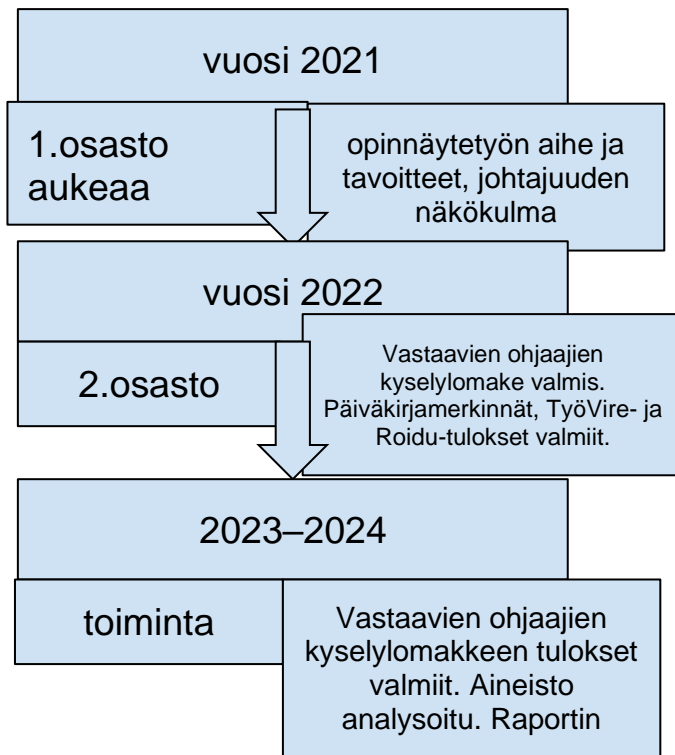 vuosi 2021
1.osasto
aukeaa
opinnäytetyön aihe ja
tavoitteet, johtajuuden
näkökulma
vuosi 2022
2.osasto
Vastaavien ohjaajien
kyselylomake valmis.
Päiväkirjamerkinnät, TyöVire- ja
Roidu-tulokset valmiit.
2023–2024
toiminta
Vastaavien ohjaajien
kyselylomakkeen tulokset
valmiit. Aineisto
analysoitu. Raportin